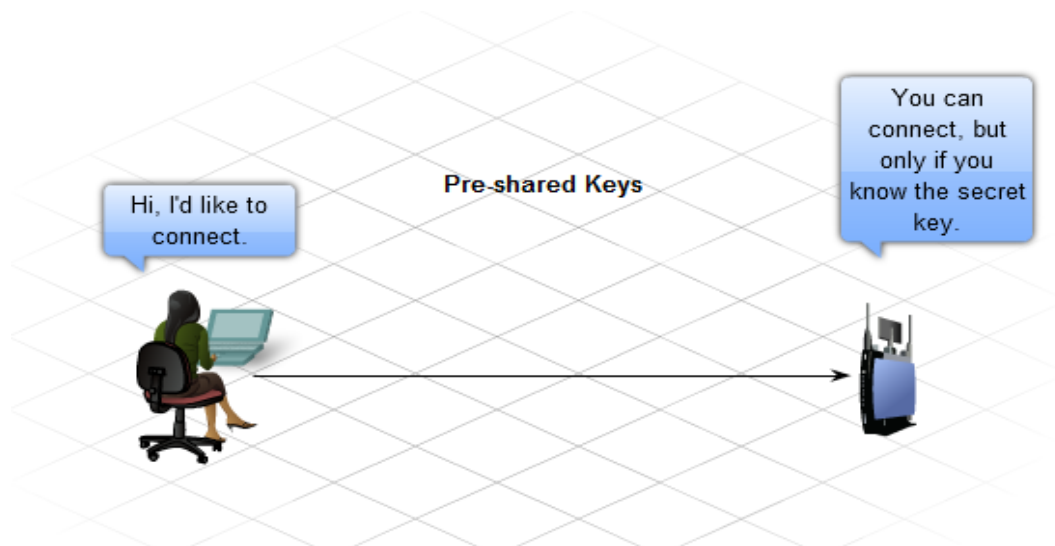 Pre-shared Keys
Hi, I'd like to
connect.
You can
connect, but
only if you
know the secret
key.